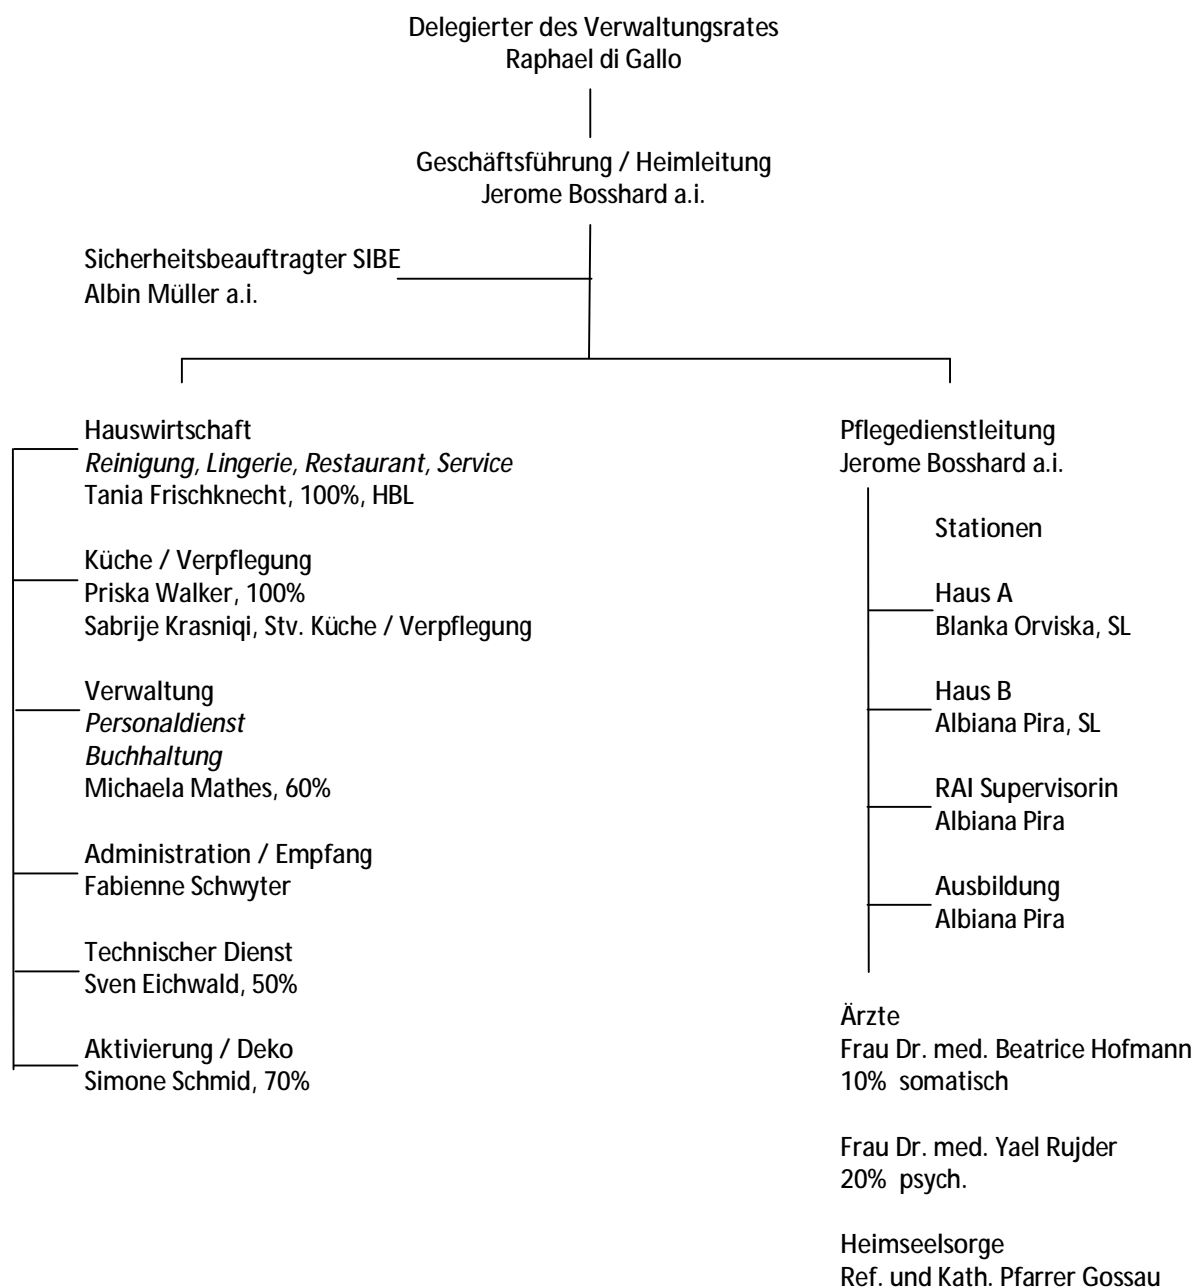 Delegierter des Verwaltungsrates
Raphael di Gallo
Geschäftsführung / Heimleitung
Jerome Bosshard a.i.
Sicherheitsbeauftragter SIBE
Albin Müller a.i.
Hauswirtschaft
Reinigung, Lingerie, Restaurant, Service
Tania Frischknecht, 100%, HBL
Küche / Verpflegung
Priska Walker, 100%
Sabrije Krasniqi, Stv. Küche / Verpflegung
Verwaltung
Personaldienst
Buchhaltung
Michaela Mathes, 60%
Administration / Empfang
Fabienne Schwyter
Technischer Dienst
Sven Eichwald, 50%
Aktivierung / Deko
Simone Schmid, 70%
Pflegedienstleitung
Jerome Bosshard a.i.
Stationen
Haus A
Blanka Orviska, SL
Haus B
Albiana Pira, SL
RAI Supervisorin
Albiana Pira
Ausbildung
Albiana Pira
Ärzte
Frau Dr. med. Beatrice Hofmann
10% somatisch
Frau Dr. med. Yael Rujder
20% psych.
Heimseelsorge
Ref. und Kath. Pfarrer Gossau